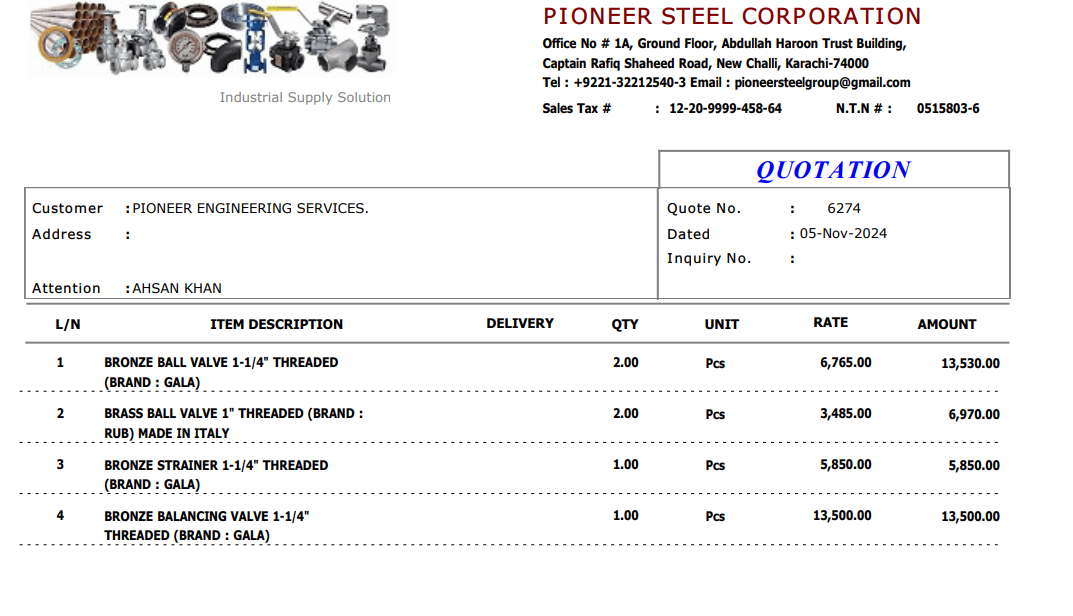 PIONEER STEEL CORPORATION
Office No # 1A, Ground Floor, Abdullah Haroon Trust Building,
Captain Rafiq Shaheed Road, New Challi, Karachi-74000
Tel : +9221-32212540-3 Email : pioneersteelgroup@gmail.com
Industrial Supply Solution
Sales Tax # : 12-20-9999-458-64 N.T.N # : 0515803-6
QUOTATION
Customer : PIONEER ENGINEERING SERVICES.
Address :
Attention : AHSAN KHAN
Quote No. : 6274
Dated : 05-Nov-2024
Inquiry No. :
L/N ITEM DESCRIPTION DELIVERY QTY UNIT RATE AMOUNT
1 BRONZE BALL VALVE 1-1/4" THREADED 2.00 Pcs 6,765.00 13,530.00
(BRAND : GALA)
2 BRASS BALL VALVE 1" THREADED (BRAND : 2.00 Pcs 3,485.00 6,970.00
RUB) MADE IN ITALY
3 BRONZE STRAINER 1-1/4" THREADED 1.00 Pcs 5,850.00 5,850.00
(BRAND : GALA)
4 BRONZE BALANCING VALVE 1-1/4" 1.00 Pcs 13,500.00 13,500.00
THREADED (BRAND : GALA)